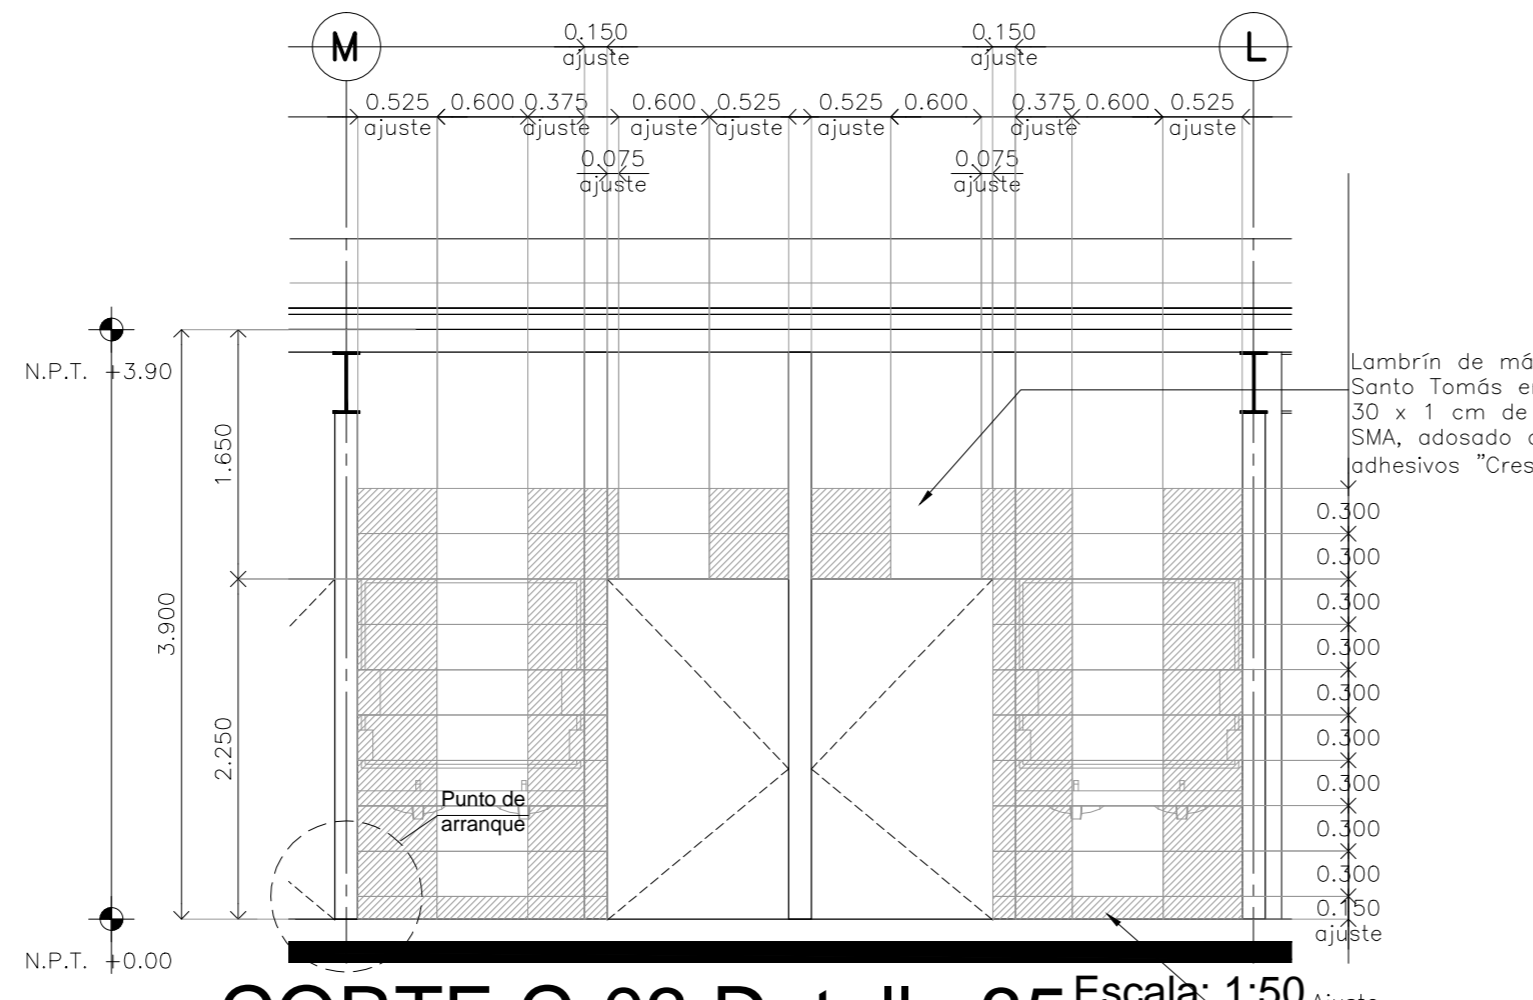 M
0.150
ajuste
0.150
ajuste
L
0.525
ajuste
0.600
0.375
ajuste
0.600
ajuste
0.525
ajuste
0.525
ajuste
0.600
0.375
ajuste
0.600
0.525
ajuste
0.075
ajuste
0.075
ajuste
N.P.T. +3.90
1.650
3.900
2.250
Lambrín de má
Santo Tomás e
30 x 1 cm de
SMA, adosado
adhesivos "Cres
0.300
0.300
0.300
0.300
0.300
0.300
0.300
0.300
0.300
0.150
ajuste
Punto de
arranque
N.P.T. +0.00
Escala: 1:50